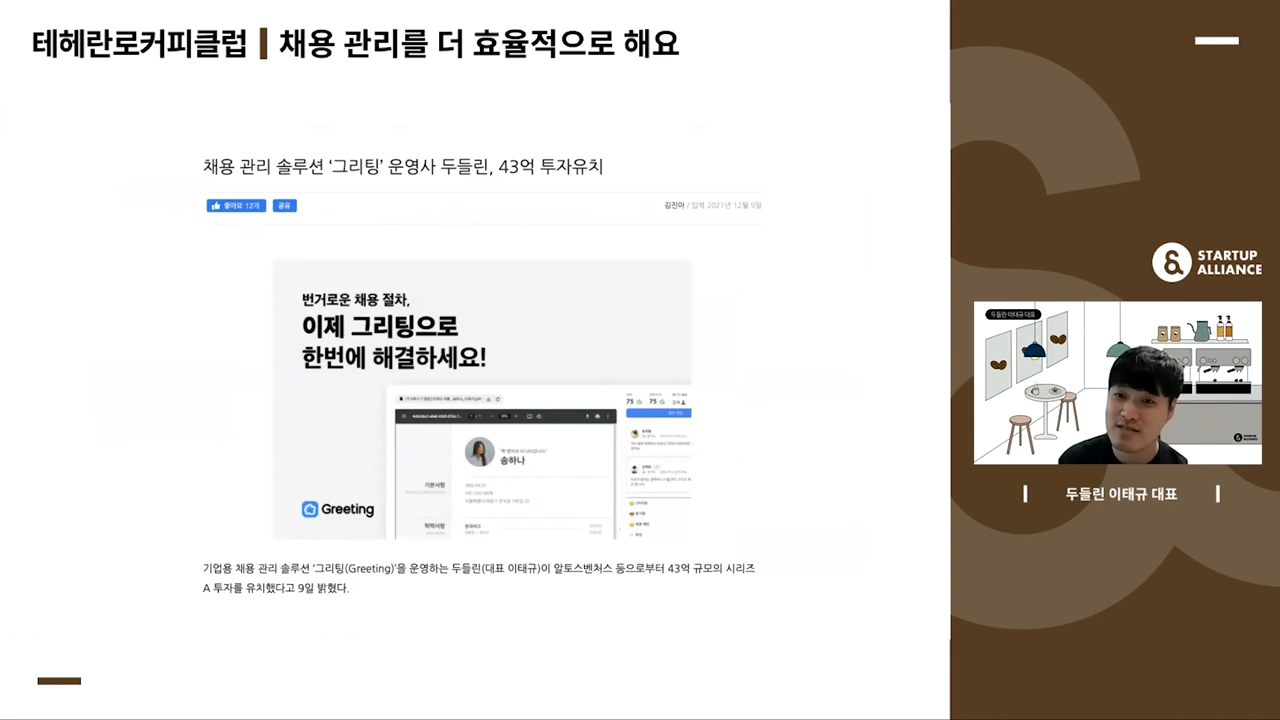 테헤란로커피클럽 | 채용 관리를 더 효율적으로 해요
채용 관리 솔루션 ‘그리팅’ 운영사 두들린, 43억 투자유치
좋아요 12개 공유
김진아 / 입력 2021년 12월 9일
번거로운 채용 절차,
이제 그리팅으로
한번에 해결하세요!
송하나
기본사항
학력사항
75 75
Greeting
기업용 채용 관리 솔루션 ‘그리팅(Greeting)’을 운영하는 두들린(대표 이태규)이 알토스벤처스 등으로부터 43억 규모의 시리즈
A 투자를 유치했다고 9일 밝혔다.
STARTUP
ALLIANCE
두들린 이태규 대표
STARTUP
ALLIANCE
두들린 이태규 대표